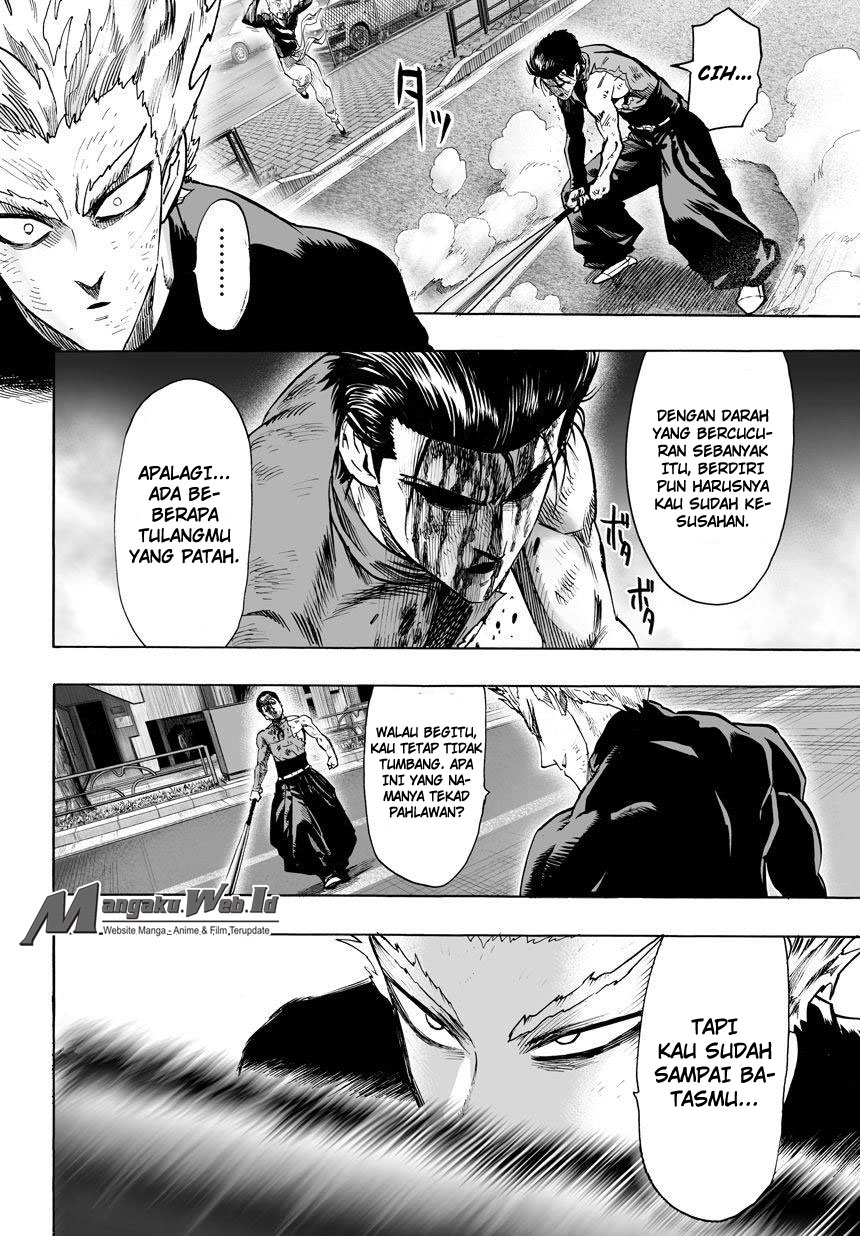 CIH...
タッ
.......
DENGAN DARAH
YANG BERCUCU-
RAN SEBANYAK
ITU, BERDIRI
PUN HARUSNYA
KAU SUDAH KE-
SUSAHAN.
APALAGI...
ADA BE-
BERAPA
TULANGMU
YANG PATAH.
ボタ
ボタ
WALAU BEGITU,
KAU TETAP TIDAK
TUMBANG. APA
INI YANG NA-
MANYA TEKAD
PAHLAWAN?
Mangaku.Web.Id
Website Manga - Anime & Film Terupdate
TAPI
KAU SUDAH
SAMPAI BA-
TASMU...